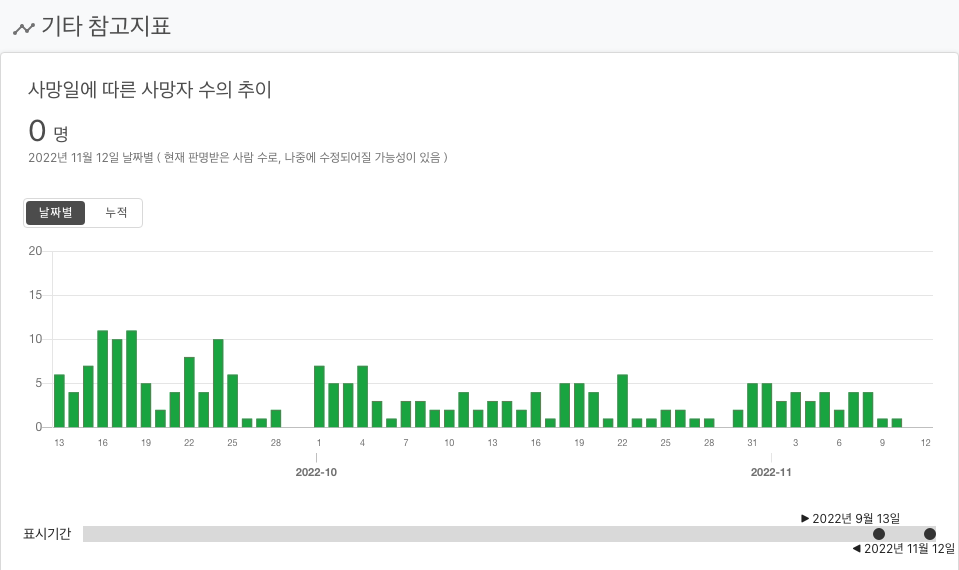 기타 참고지표
사망일에 따른 사망자 수의 추이
0 명
2022년 11월 12일 날짜별 ( 현재 판명받은 사람 수로, 나중에 수정되어질 가능성이 있음 )
날짜별 누적
20
15
10
5
0
13 16 19 22 25 28 1 4 7 10 13 16 19 22 25 28 31 3 6 9 12
2022-10 2022-11
▶ 2022년 9월 13일
표시기간
◀ 2022년 11월 12일